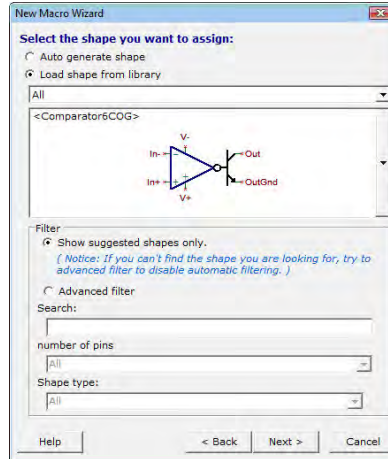 New Macro Wizard
Select the shape you want to assign:
Auto generate shape
Load shape from library
All
<Comparator6COG>
V-
In-
Out
In+
OutGnd
V+
Filter
Show suggested shapes only.
( Notice: If you can't find the shape you are looking for, try to
advanced filter to disable automatic filtering. )
Advanced filter
Search:
number of pins
All
Shape type:
All
Help
< Back
Next >
Cancel